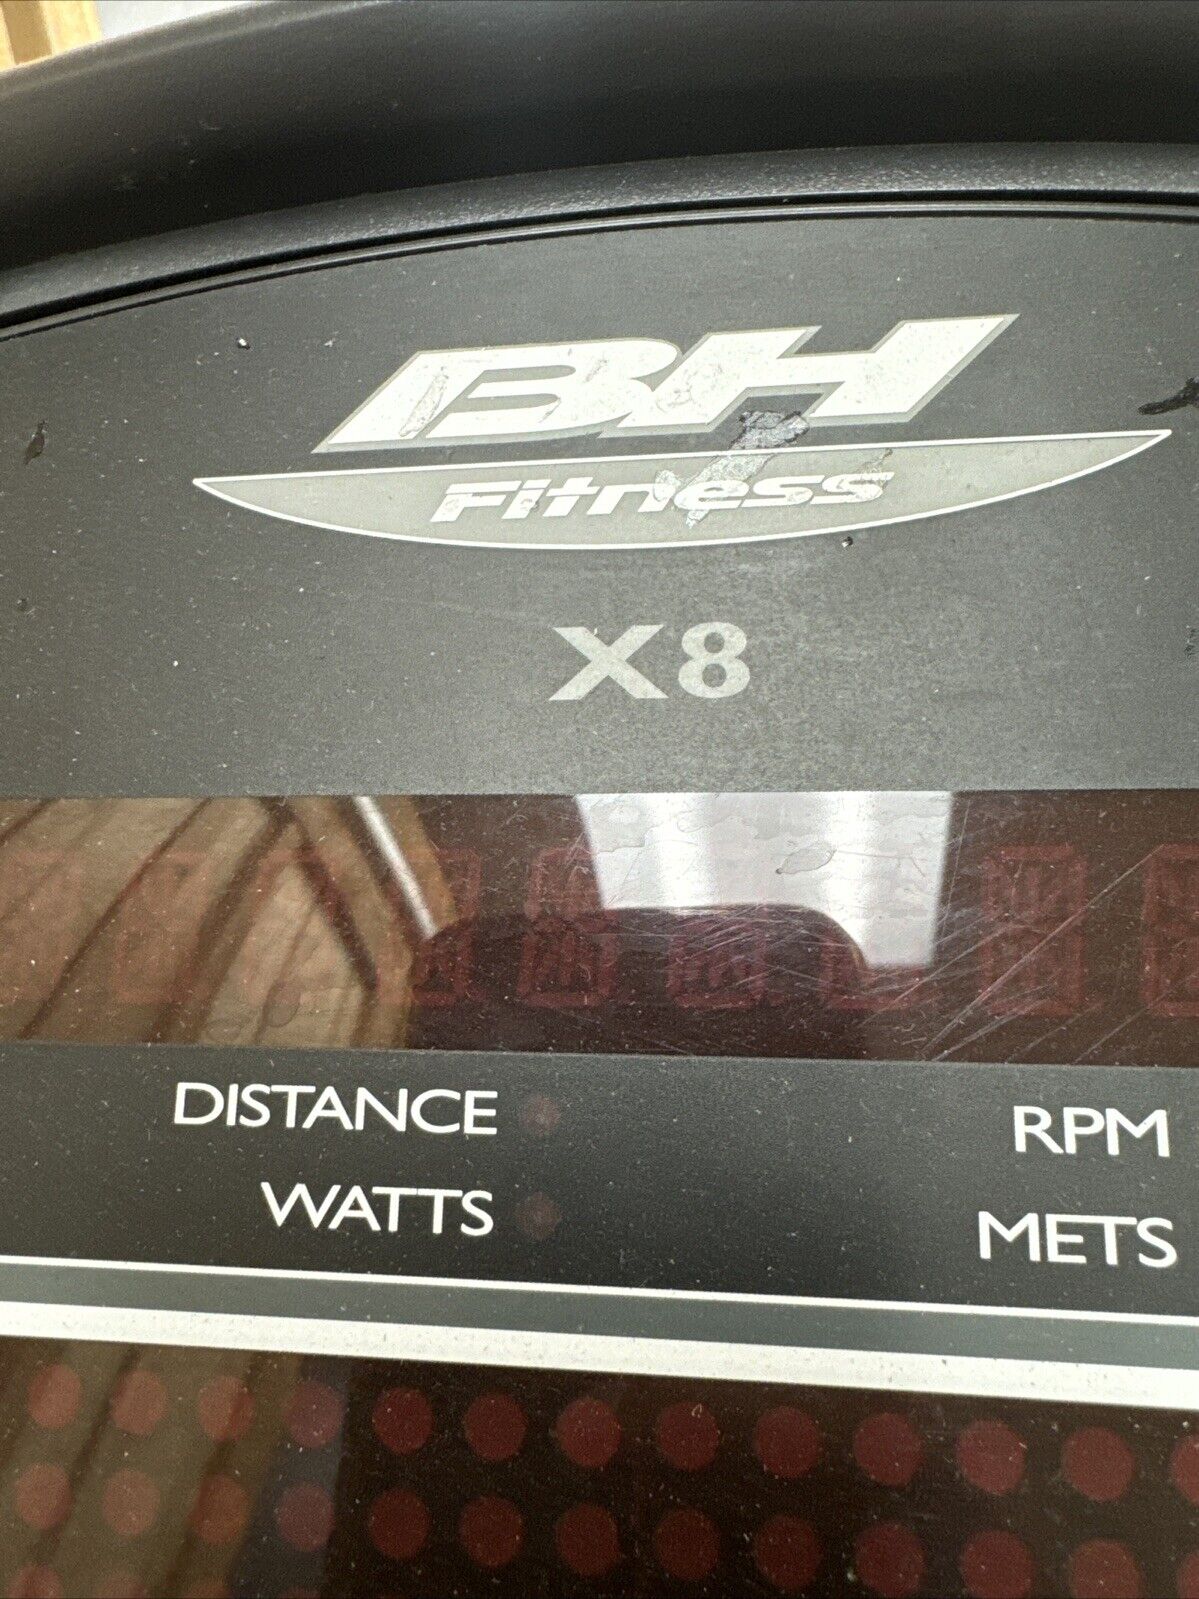 BH
Fitness
X8
DISTANCE
RPM
WATTS
METS